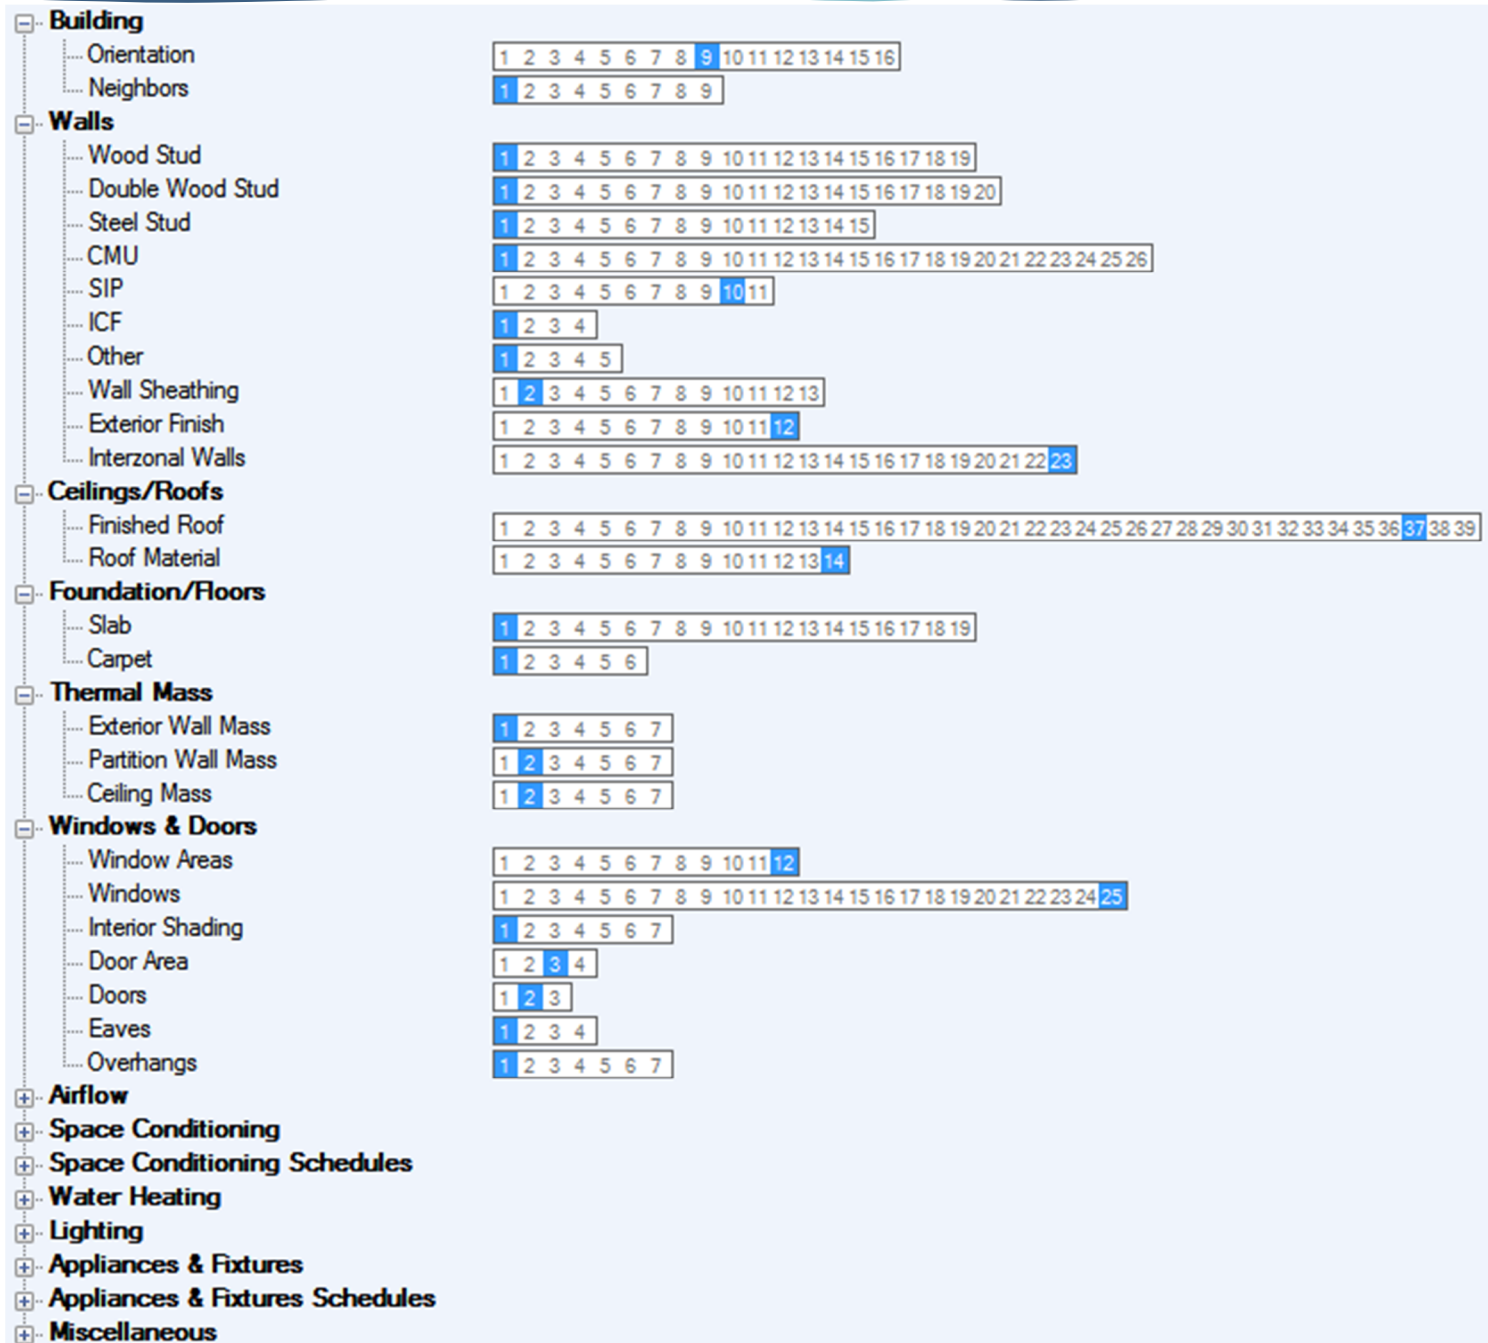 Building
Orientation 1 2 3 4 5 6 7 8 9 10 11 12 13 14 15 16
Neighbors 1 2 3 4 5 6 7 8 9
Walls
Wood Stud 1 2 3 4 5 6 7 8 9 10 11 12 13 14 15 16 17 18 19
Double Wood Stud 1 2 3 4 5 6 7 8 9 10 11 12 13 14 15 16 17 18 19 20
Steel Stud 1 2 3 4 5 6 7 8 9 10 11 12 13 14 15
CMU 1 2 3 4 5 6 7 8 9 10 11 12 13 14 15 16 17 18 19 20 21 22 23 24 25 26
SIP 1 2 3 4 5 6 7 8 9 10 11
ICF 1 2 3 4
Other 1 2 3 4 5
Wall Sheathing 1 2 3 4 5 6 7 8 9 10 11 12 13
Exterior Finish 1 2 3 4 5 6 7 8 9 10 11 12
Interzonal Walls 1 2 3 4 5 6 7 8 9 10 11 12 13 14 15 16 17 18 19 20 21 22 23
Ceilings/Roofs
Finished Roof 1 2 3 4 5 6 7 8 9 10 11 12 13 14 15 16 17 18 19 20 21 22 23 24 25 26 27 28 29 30 31 32 33 34 35 36 37 38 39
Roof Material 1 2 3 4 5 6 7 8 9 10 11 12 13 14
Foundation/Floors
Slab 1 2 3 4 5 6 7 8 9 10 11 12 13 14 15 16 17 18 19
Carpet 1 2 3 4 5 6
Thermal Mass
Exterior Wall Mass 1 2 3 4 5 6 7
Partition Wall Mass 1 2 3 4 5 6 7
Ceiling Mass 1 2 3 4 5 6 7
Windows & Doors
Window Areas 1 2 3 4 5 6 7 8 9 10 11 12
Windows 1 2 3 4 5 6 7 8 9 10 11 12 13 14 15 16 17 18 19 20 21 22 23 24 25
Interior Shading 1 2 3 4 5 6 7
Door Area 1 2 3 4
Doors 1 2 3
Eaves 1 2 3 4
Overhangs 1 2 3 4 5 6 7
Airflow
Space Conditioning
Space Conditioning Schedules
Water Heating
Lighting
Appliances & Fixtures
Appliances & Fixtures Schedules
Miscellaneous